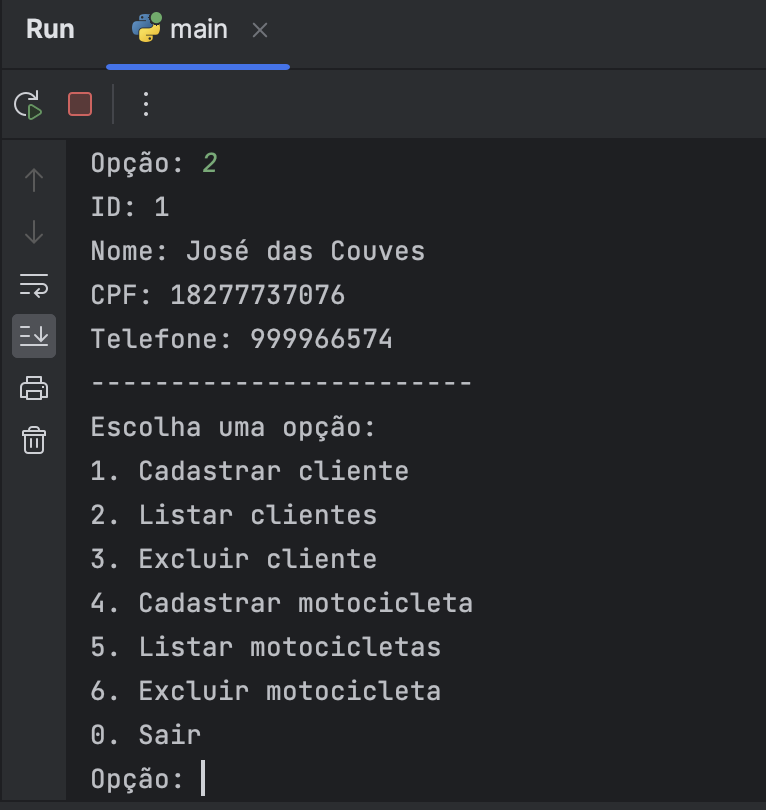 Run main
Opção: 2
ID: 1
Nome: José das Couves
CPF: 18277737076
Telefone: 999966574
------------------------
Escolha uma opção:
1. Cadastrar cliente
2. Listar clientes
3. Excluir cliente
4. Cadastrar motocicleta
5. Listar motocicletas
6. Excluir motocicleta
0. Sair
Opção: